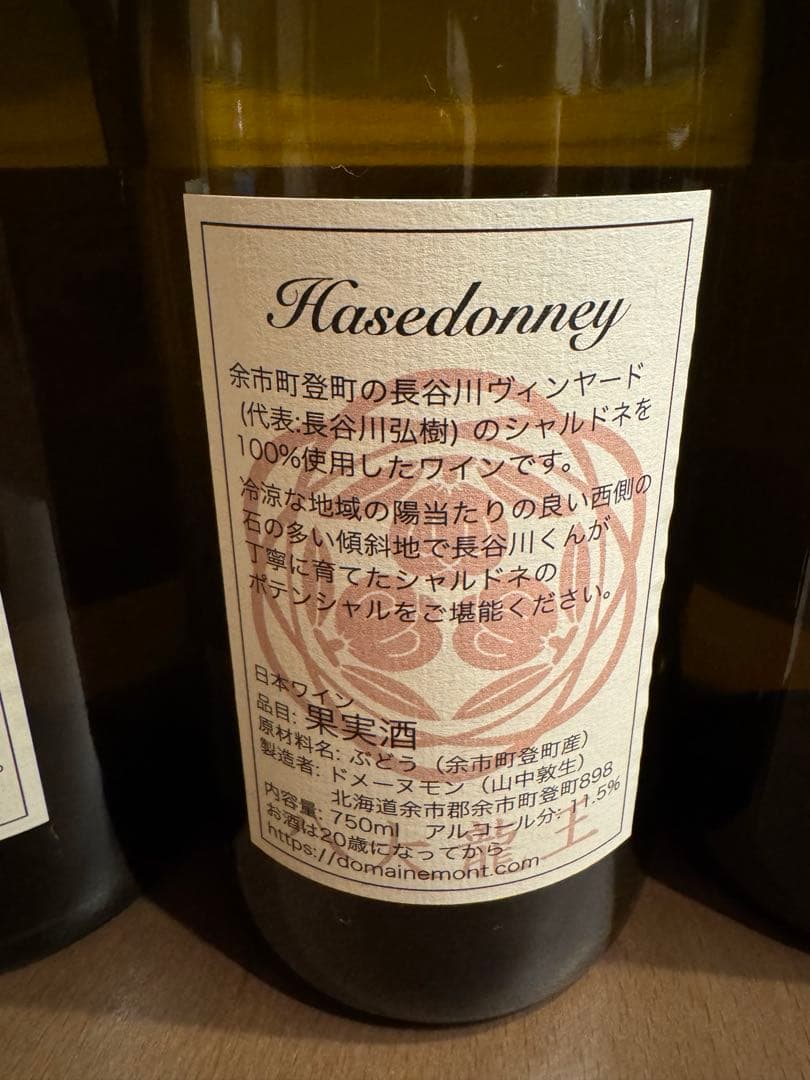 Hasedonney
余市町登町の長谷川ヴィンヤード
(代表:長谷川弘樹) のシャルドネを
100%使用したワインです。
冷涼な地域の陽当たりの良い西側の
石の多い傾斜地で長谷川くんが
丁寧に育てたシャルドネの
ポテンシャルをご堪能ください。
日本ワイン
品目: 果実酒
原材料名: ぶどう (余市町登町産)
製造者: ドメーヌモン (山中敦生)
北海道余市郡余市町登町898
内容量: 750ml アルコール分: 11.5%
お酒は20歳になってから
https://domainemont.com